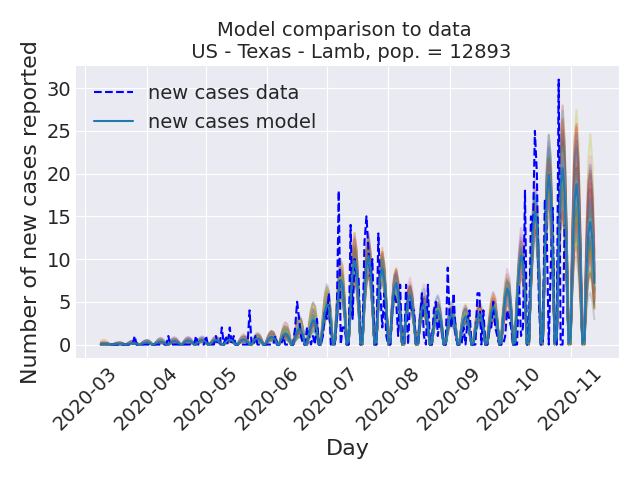 Model comparison to data
US - Texas - Lamb, pop. = 12893
Number of new cases reported
30
25
20
15
10
5
0
new cases data
new cases model
2020-03
2020-04
2020-05
2020-06
2020-07
2020-08
2020-09
2020-10
2020-11
Day